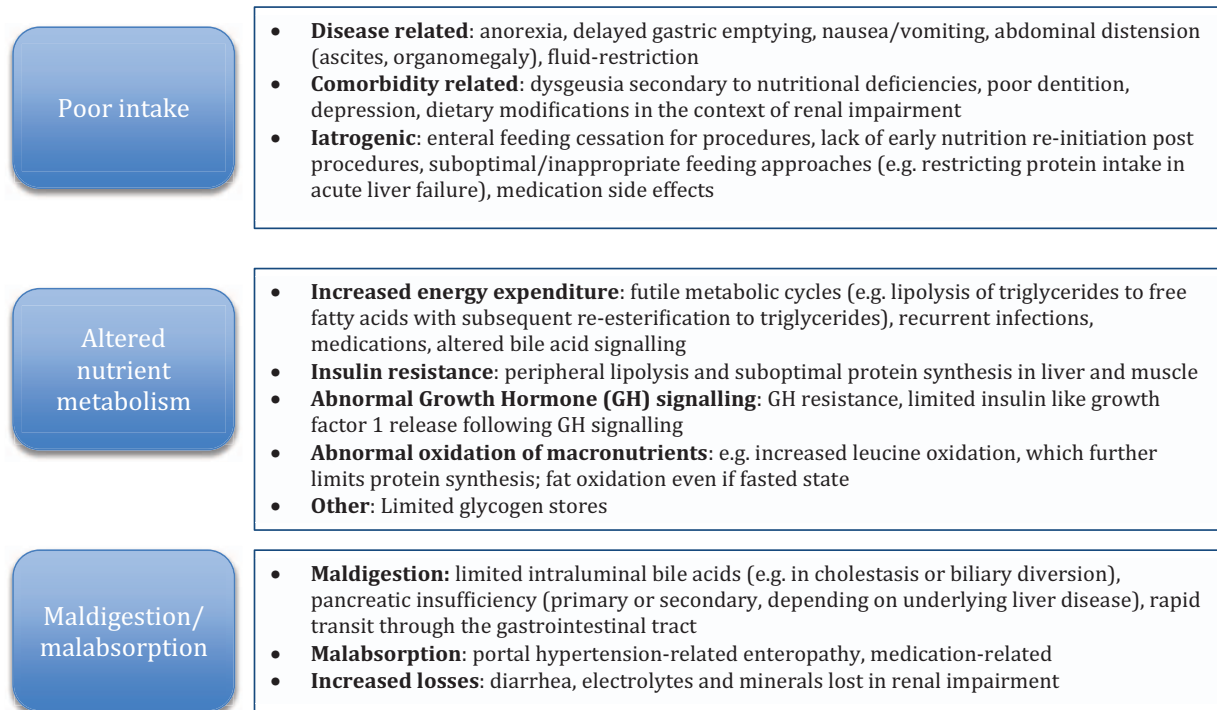 Poor intake
• Disease related: anorexia, delayed gastric emptying, nausea/vomiting, abdominal distension
(ascites, organomegaly), fluid-restriction
• Comorbidity related: dysgeusia secondary to nutritional deficiencies, poor dentition,
depression, dietary modifications in the context of renal impairment
• Iatrogenic: enteral feeding cessation for procedures, lack of early nutrition re-initiation post
procedures, suboptimal/inappropriate feeding approaches (e.g. restricting protein intake in
acute liver failure), medication side effects
Altered
nutrient
metabolism
• Increased energy expenditure: futile metabolic cycles (e.g. lipolysis of triglycerides to free
fatty acids with subsequent re-esterification to triglycerides), recurrent infections,
medications, altered bile acid signalling
• Insulin resistance: peripheral lipolysis and suboptimal protein synthesis in liver and muscle
• Abnormal Growth Hormone (GH) signalling: GH resistance, limited insulin like growth
factor 1 release following GH signalling
• Abnormal oxidation of macronutrients: e.g. increased leucine oxidation, which further
limits protein synthesis; fat oxidation even if fasted state
• Other: Limited glycogen stores
Maldigestion/
malabsorption
• Maldigestion: limited intraluminal bile acids (e.g. in cholestasis or biliary diversion),
pancreatic insufficiency (primary or secondary, depending on underlying liver disease), rapid
transit through the gastrointestinal tract
• Malabsorption: portal hypertension-related enteropathy, medication-related
• Increased losses: diarrhea, electrolytes and minerals lost in renal impairment